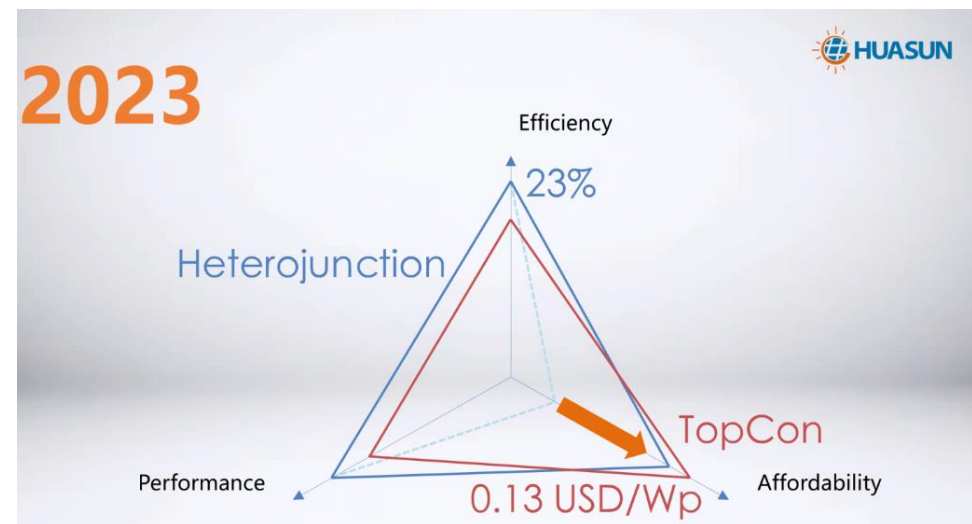 HUASUN
2023
Efficiency
23%
Heterojunction
TopCon
Performance
Affordability
0.13 USD/Wp